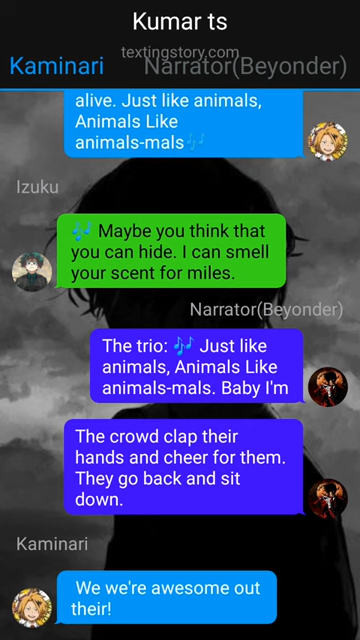 Kumar ts
textingstory.com
Kaminari Narrator(Beyonder)
alive. Just like animals,
Animals Like
animals-mals🎶
Izuku
🎶 Maybe you think that
you can hide. I can smell
your scent for miles.
Narrator(Beyonder)
The trio: 🎶 Just like
animals, Animals Like
animals-mals. Baby I'm
The crowd clap their
hands and cheer for them.
They go back and sit
down.
Kaminari
We we're awesome out
their!